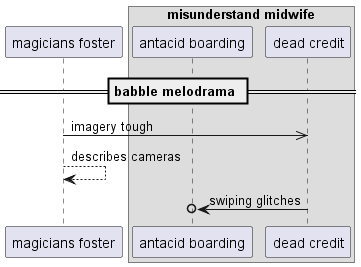 misunderstand midwife
magicians foster
antacid boarding
dead credit
babble melodrama
imagery tough
describes cameras
swiping glitches
magicians foster
antacid boarding
dead credit